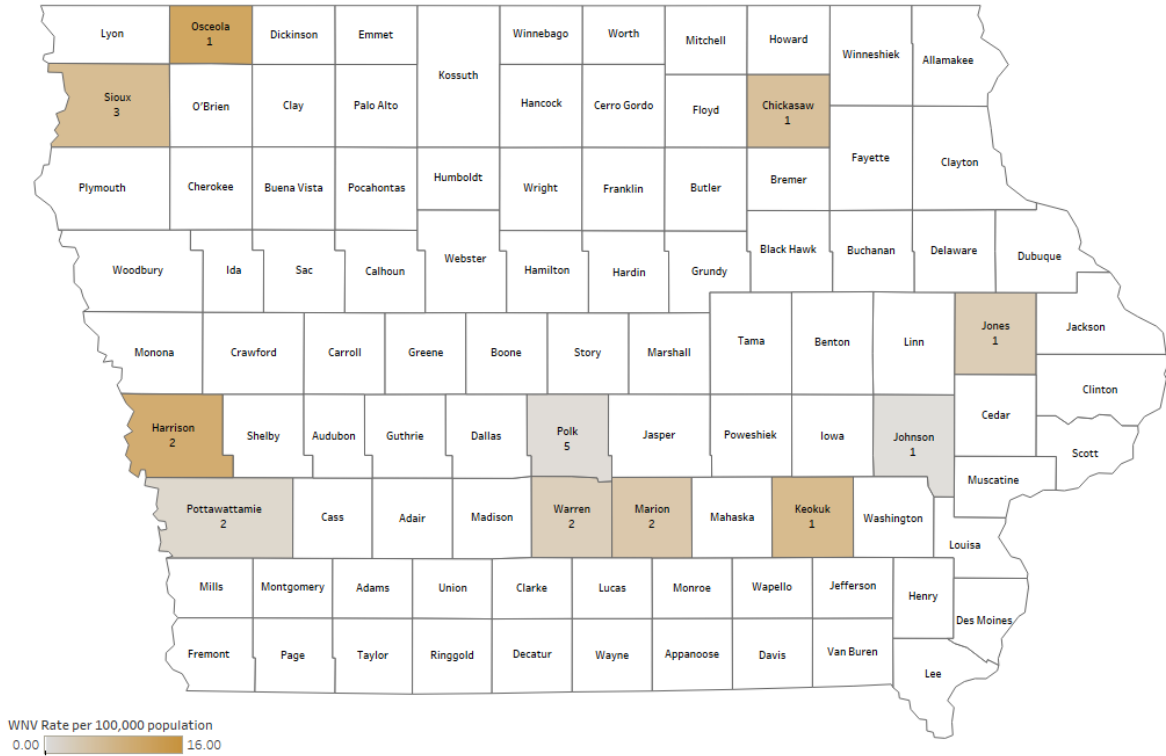 Lyon
Osceola
1
Dickinson
Emmet
Winnebago
Worth
Mitchell
Howard
Winneshiek
Allamakee
Sioux
3
O'Brien
Clay
Palo Alto
Kossuth
Hancock
Cerro Gordo
Floyd
Chickasaw
1
Plymouth
Cherokee
Buena Vista
Pocahontas
Humboldt
Wright
Franklin
Butler
Bremer
Fayette
Clayton
Woodbury
Ida
Sac
Calhoun
Webster
Hamilton
Hardin
Grundy
Black Hawk
Buchanan
Delaware
Dubuque
Monona
Crawford
Carroll
Greene
Boone
Story
Marshall
Tama
Benton
Linn
Jones
1
Jackson
Clinton
Harrison
2
Shelby
Audubon
Guthrie
Dallas
Polk
5
Jasper
Poweshiek
Iowa
Johnson
1
Cedar
Scott
Muscatine
Pottawattamie
2
Cass
Adair
Madison
Warren
2
Marion
2
Mahaska
Keokuk
1
Washington
Louisa
Mills
Montgomery
Adams
Union
Clarke
Lucas
Monroe
Wapello
Jefferson
Henry
Des Moines
Fremont
Page
Taylor
Ringgold
Decatur
Wayne
Appanoose
Davis
Van Buren
Lee
WNV Rate per 100,000 population
0.00 16.00